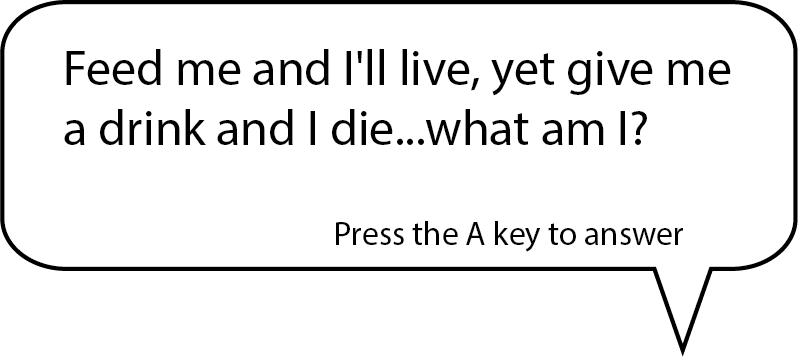 Feed me and I'll live, yet give me
a drink and I die...what am I?
Press the A key to answer